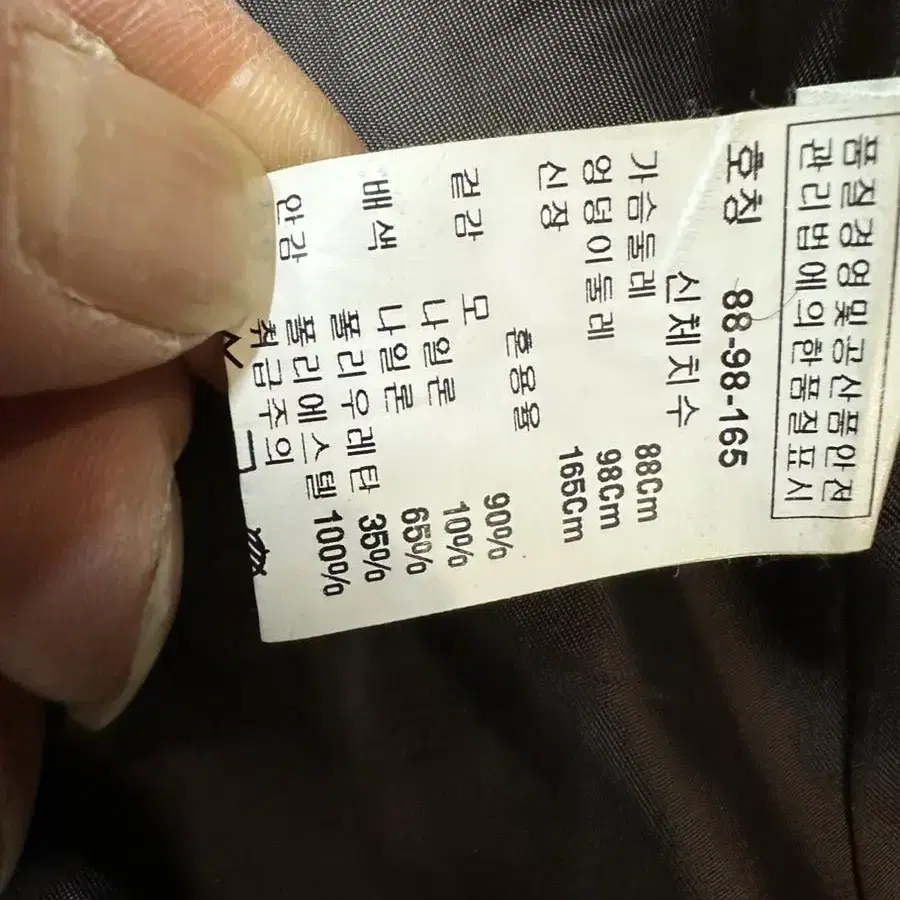 품질경영및공산품안전
관리법에의한품질표시
호칭 88-98-165
신체치수
가슴둘레 88Cm
엉덩이둘레 98Cm
신장 165Cm
혼용율
겉감 모 90%
나일론 10%
배색 나일론 65%
폴리우레탄 35%
안감 폴리에스텔 100%
취급주의